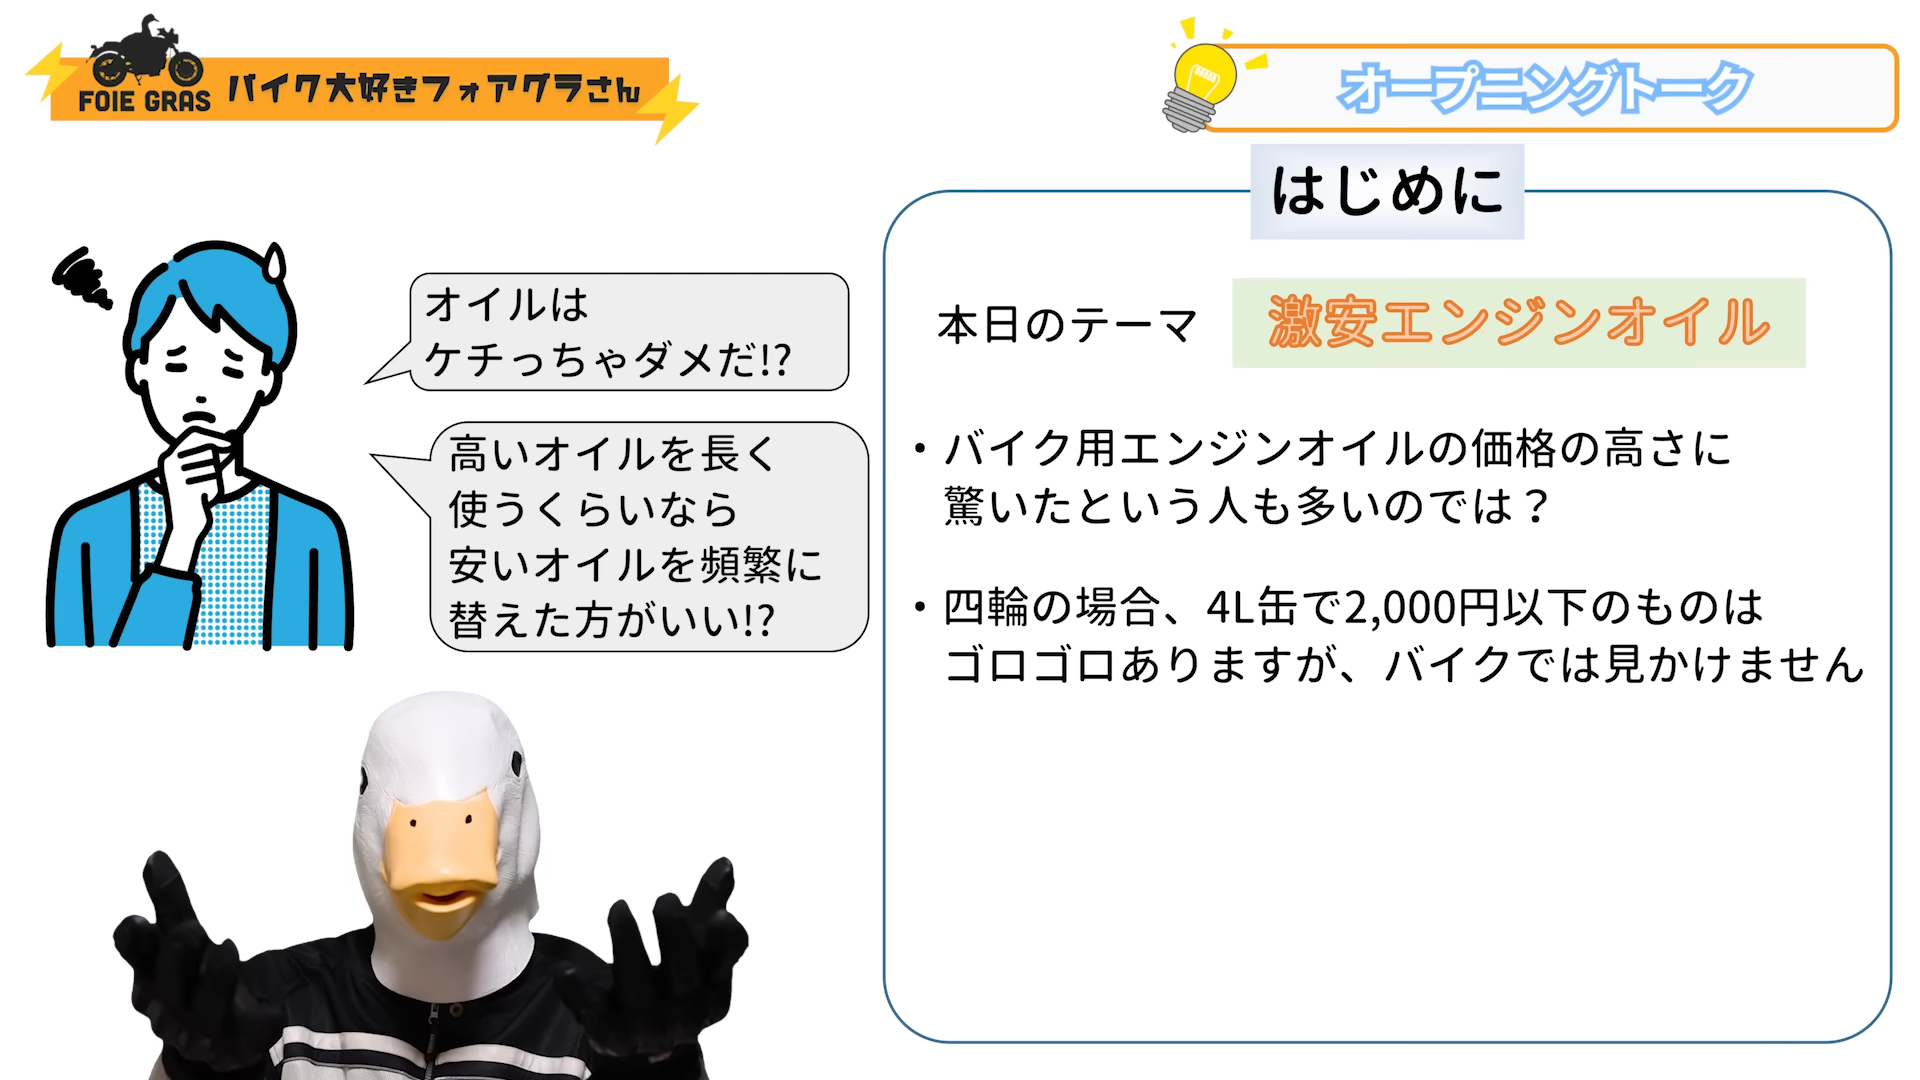 FOIE GRAS
バイク大好きフォアグラさん
オープニングトーク
はじめに
本日のテーマ
激安エンジンオイル
・バイク用エンジンオイルの価格の高さに
驚いたという人も多いのでは？
・四輪の場合、4L缶で2,000円以下のものは
ゴロゴロありますが、バイクでは見かけません
オイルは
ケチっちゃダメだ!?
高いオイルを長く
使うくらいなら
安いオイルを頻繁に
替えた方がいい!?